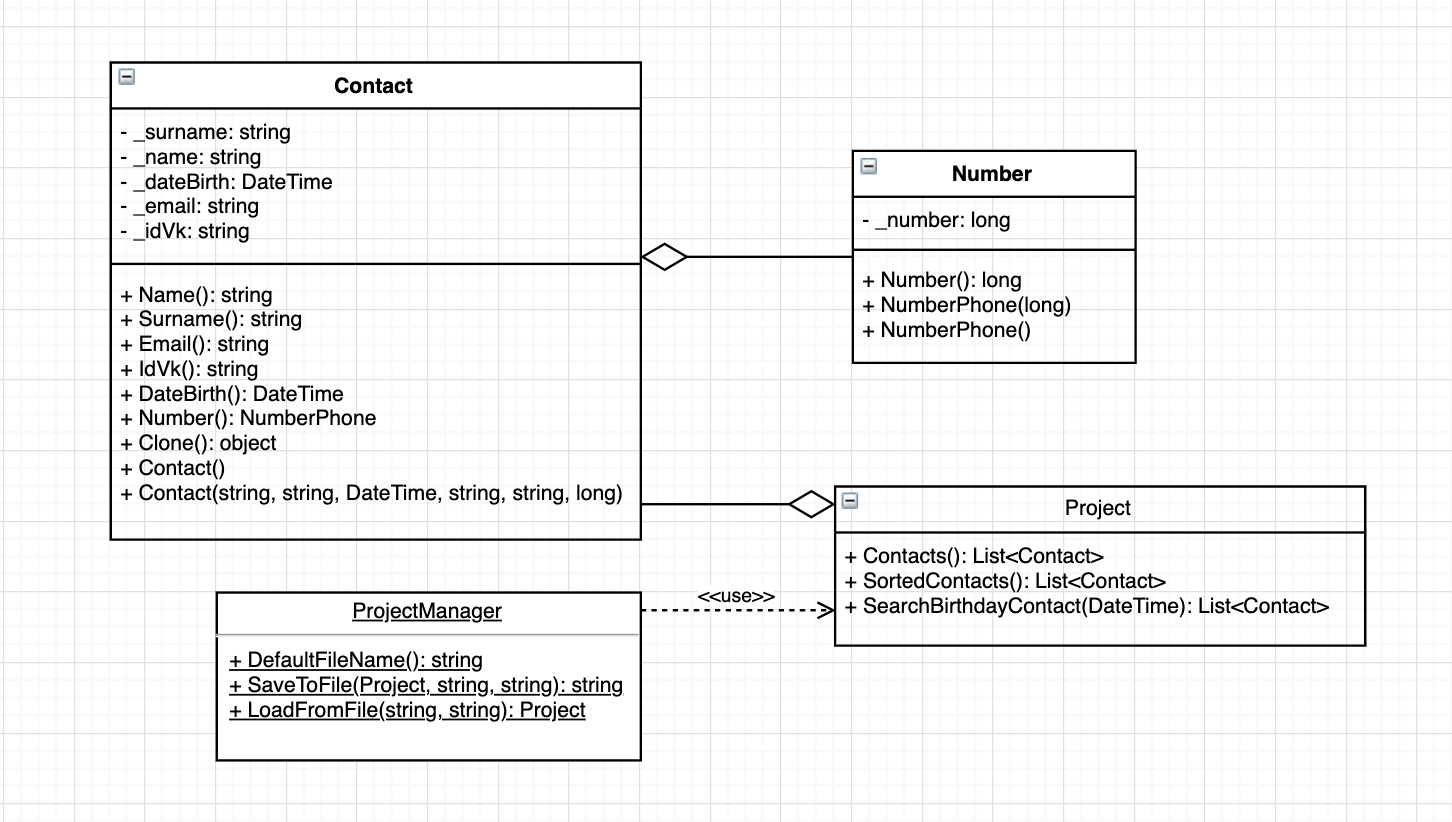 Contact
- _surname: string
- _name: string
- _dateBirth: DateTime
- _email: string
- _idVk: string
+ Name(): string
+ Surname(): string
+ Email(): string
+ IdVk(): string
+ DateBirth(): DateTime
+ Number(): NumberPhone
+ Clone(): object
+ Contact()
+ Contact(string, string, DateTime, string, string, long)
Number
- _number: long
+ Number(): long
+ NumberPhone(long)
+ NumberPhone()
Project
+ Contacts(): List<Contact>
+ SortedContacts(): List<Contact>
+ SearchBirthdayContact(DateTime): List<Contact>
<<use>>
ProjectManager
+ DefaultFileName(): string
+ SaveToFile(Project, string, string): string
+ LoadFromFile(string, string): Project